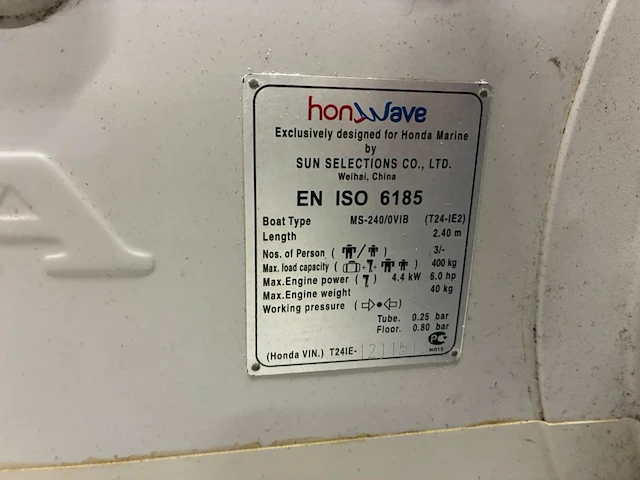 honwave
Exclusively designed for Honda Marine
by
SUN SELECTIONS CO., LTD.
Weihai, China
EN ISO 6185
Boat Type MS-240/0VIB (T24-IE2)
Length 2.40 m
Nos. of Person ( / ) 3/-
Max. load capacity ( + + ) 400 kg
Max.Engine power ( ) 4.4 kW 6.0 hp
Max.Engine weight 40 kg
Working pressure ( )
Tube. 0.25 bar
Floor. 0.80 bar
(Honda VIN.) T24IE-121151
A